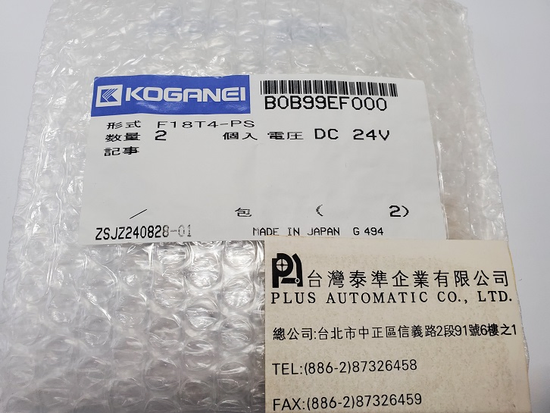 KOGANEI
B0B99EF000
形式 F18T4-PS
数量 2 個入 電圧 DC 24V
記事
/ 包 ( 2)
ZSJZ240828-01 MADE IN JAPAN G 494
台灣泰準企業有限公司
PLUS AUTOMATIC CO., LTD.
總公司:台北市中正區信義路2段91號6樓之1
TEL:(886-2)87326458
FAX:(886-2)87326459